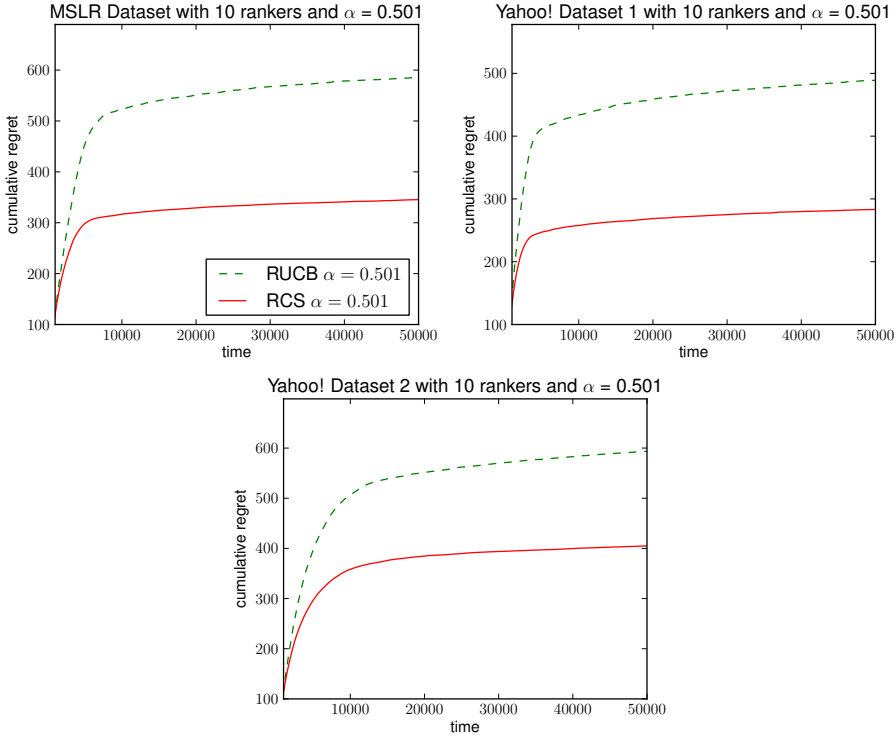 MSLR Dataset with 10 rankers and α = 0.501
cumulative regret
600
500
400
300
200
100
RUCB α = 0.501
RCS α = 0.501
10000 20000 30000 40000 50000
time
Yahoo! Dataset 1 with 10 rankers and α = 0.501
cumulative regret
500
400
300
200
100
10000 20000 30000 40000 50000
time
Yahoo! Dataset 2 with 10 rankers and α = 0.501
cumulative regret
600
500
400
300
200
100
10000 20000 30000 40000 50000
time